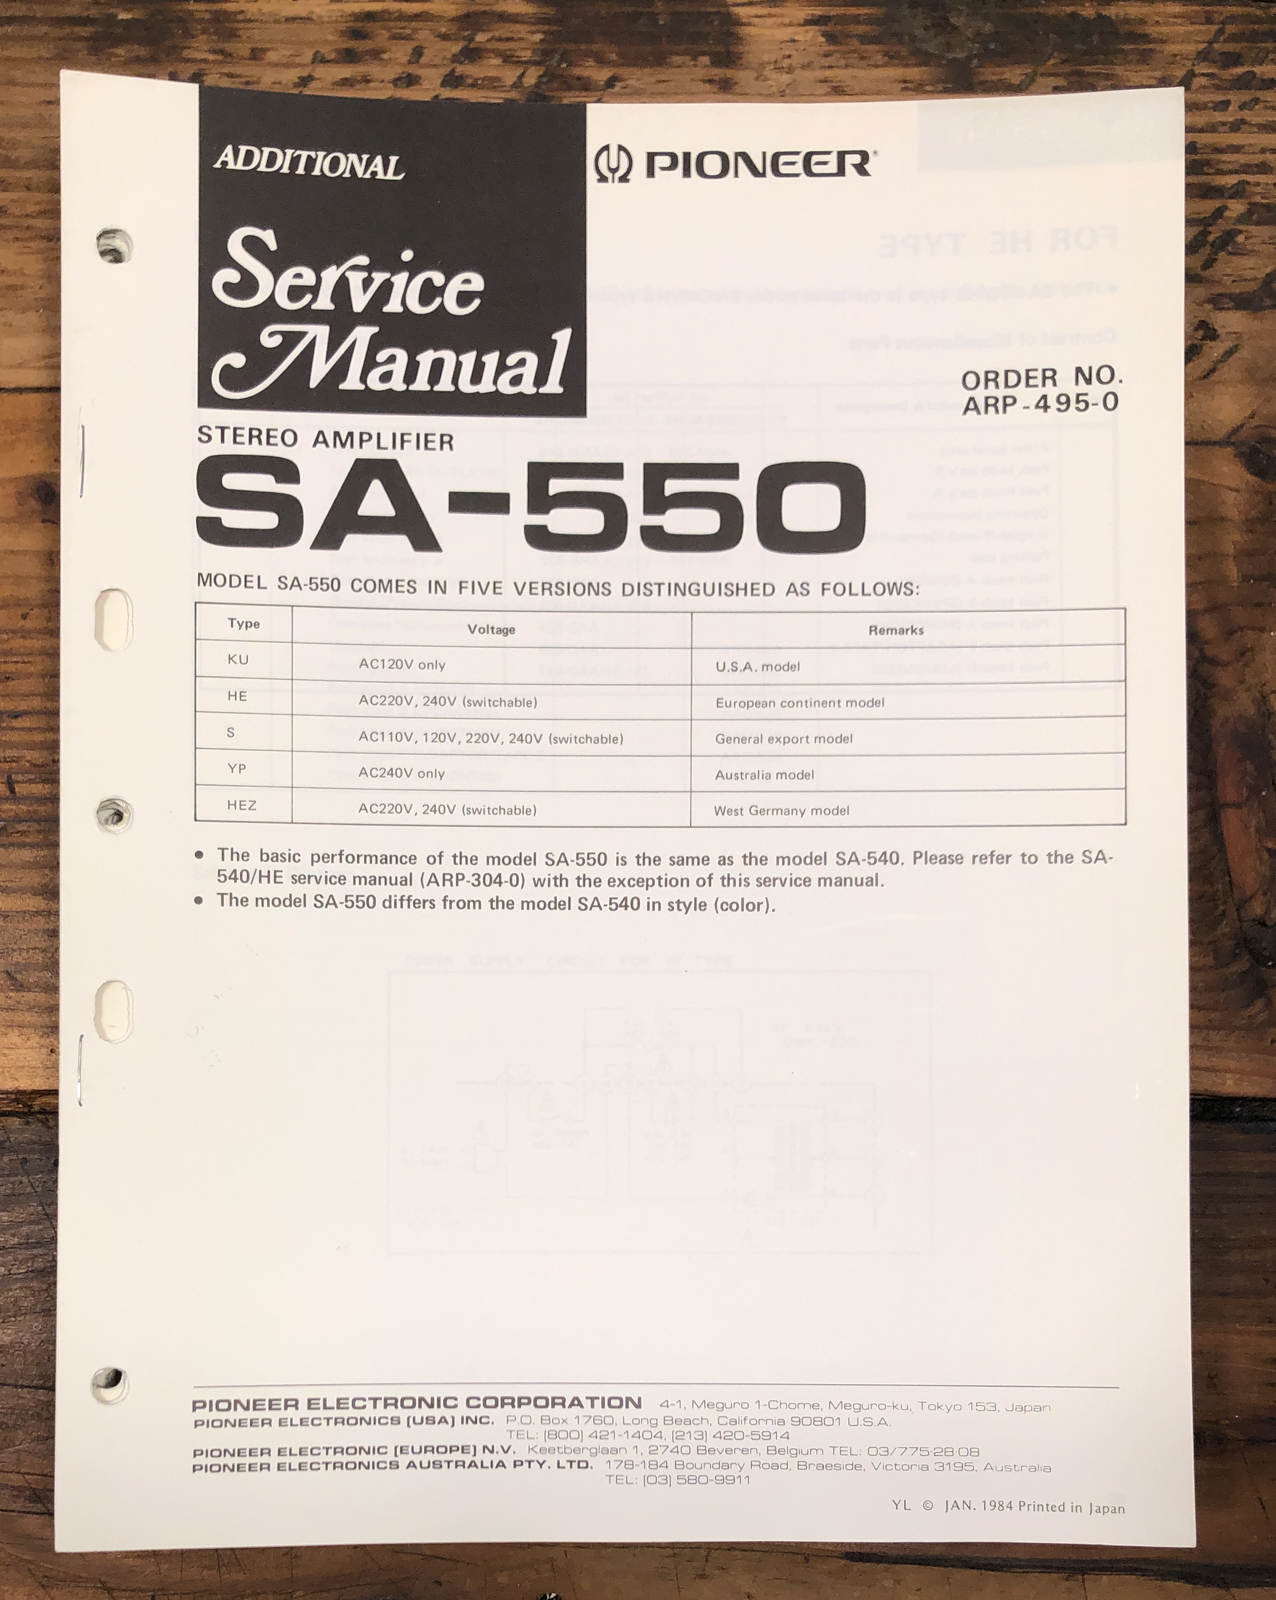 ADDITIONAL
Service
Manual
PIONEER®
ORDER NO.
ARP-495-0
STEREO AMPLIFIER
SA-550
MODEL SA-550 COMES IN FIVE VERSIONS DISTINGUISHED AS FOLLOWS:
Type Voltage Remarks
KU AC120V only U.S.A. model
HE AC220V, 240V (switchable) European continent model
S AC110V, 120V, 220V, 240V (switchable) General export model
YP AC240V only Australia model
HEZ AC220V, 240V (switchable) West Germany model
● The basic performance of the model SA-550 is the same as the model SA-540. Please refer to the SA-
540/HE service manual (ARP-304-0) with the exception of this service manual.
● The model SA-550 differs from the model SA-540 in style (color).
PIONEER ELECTRONIC CORPORATION 4-1, Meguro 1-Chome, Meguro-ku, Tokyo 153, Japan
PIONEER ELECTRONICS [USA] INC. P.O. Box 1760, Long Beach, California 90801 U.S.A.
TEL: [800] 421-1404, [213] 420-5914
PIONEER ELECTRONIC [EUROPE] N.V. Keetberglaan 1, 2740 Beveren, Belgium TEL: 03/775·28·08
PIONEER ELECTRONICS AUSTRALIA PTY. LTD. 178-184 Boundary Road, Braeside, Victoria 3195, Australia
TEL: [03] 580-9911
YL © JAN. 1984 Printed in Japan